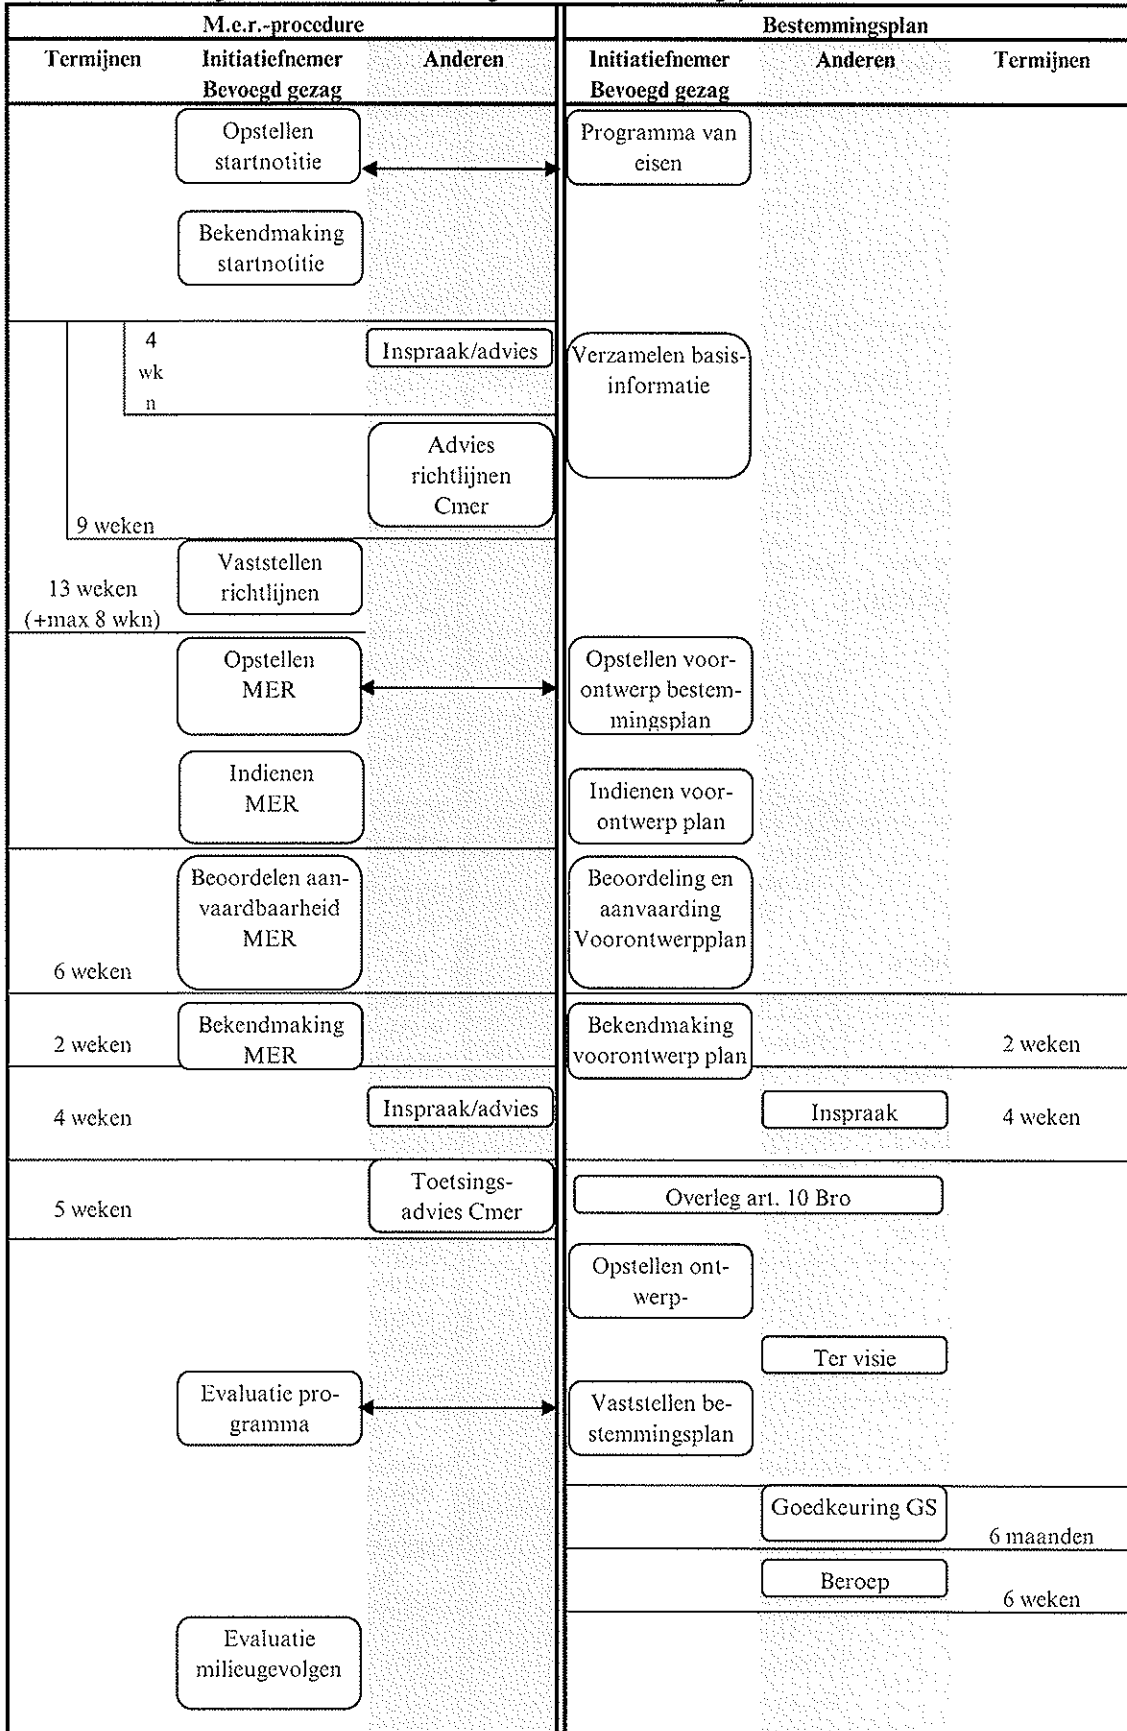 M.e.r.-procedure
Bestemmingsplan
Termijnen
Initiatiefnemer
Bevoegd gezag
Anderen
Initiatiefnemer
Bevoegd gezag
Anderen
Termijnen
Opstellen
startnotitie
Programma van
eisen
Bekendmaking
startnotitie
4
wk
n
Inspraak/advies
Verzamelen basis-
informatie
Advies
richtlijnen
Cmer
9 weken
Vaststellen
richtlijnen
13 weken
(+max 8 wkn)
Opstellen
MER
Opstellen voor-
ontwerp bestem-
mingsplan
Indienen
MER
Indienen voor-
ontwerp plan
Beoordelen aan-
vaardbaarheid
MER
Beoordeling en
aanvaarding
Voorontwerpplan
6 weken
2 weken
Bekendmaking
MER
Bekendmaking
voorontwerp plan
2 weken
4 weken
Inspraak/advies
Inspraak
4 weken
5 weken
Toetsings-
advies Cmer
Overleg art. 10 Bro
Opstellen ont-
werp-
Ter visie
Evaluatie pro-
gramma
Vaststellen be-
stemmingsplan
Goedkeuring GS
6 maanden
Beroep
6 weken
Evaluatie
milieugevolgen